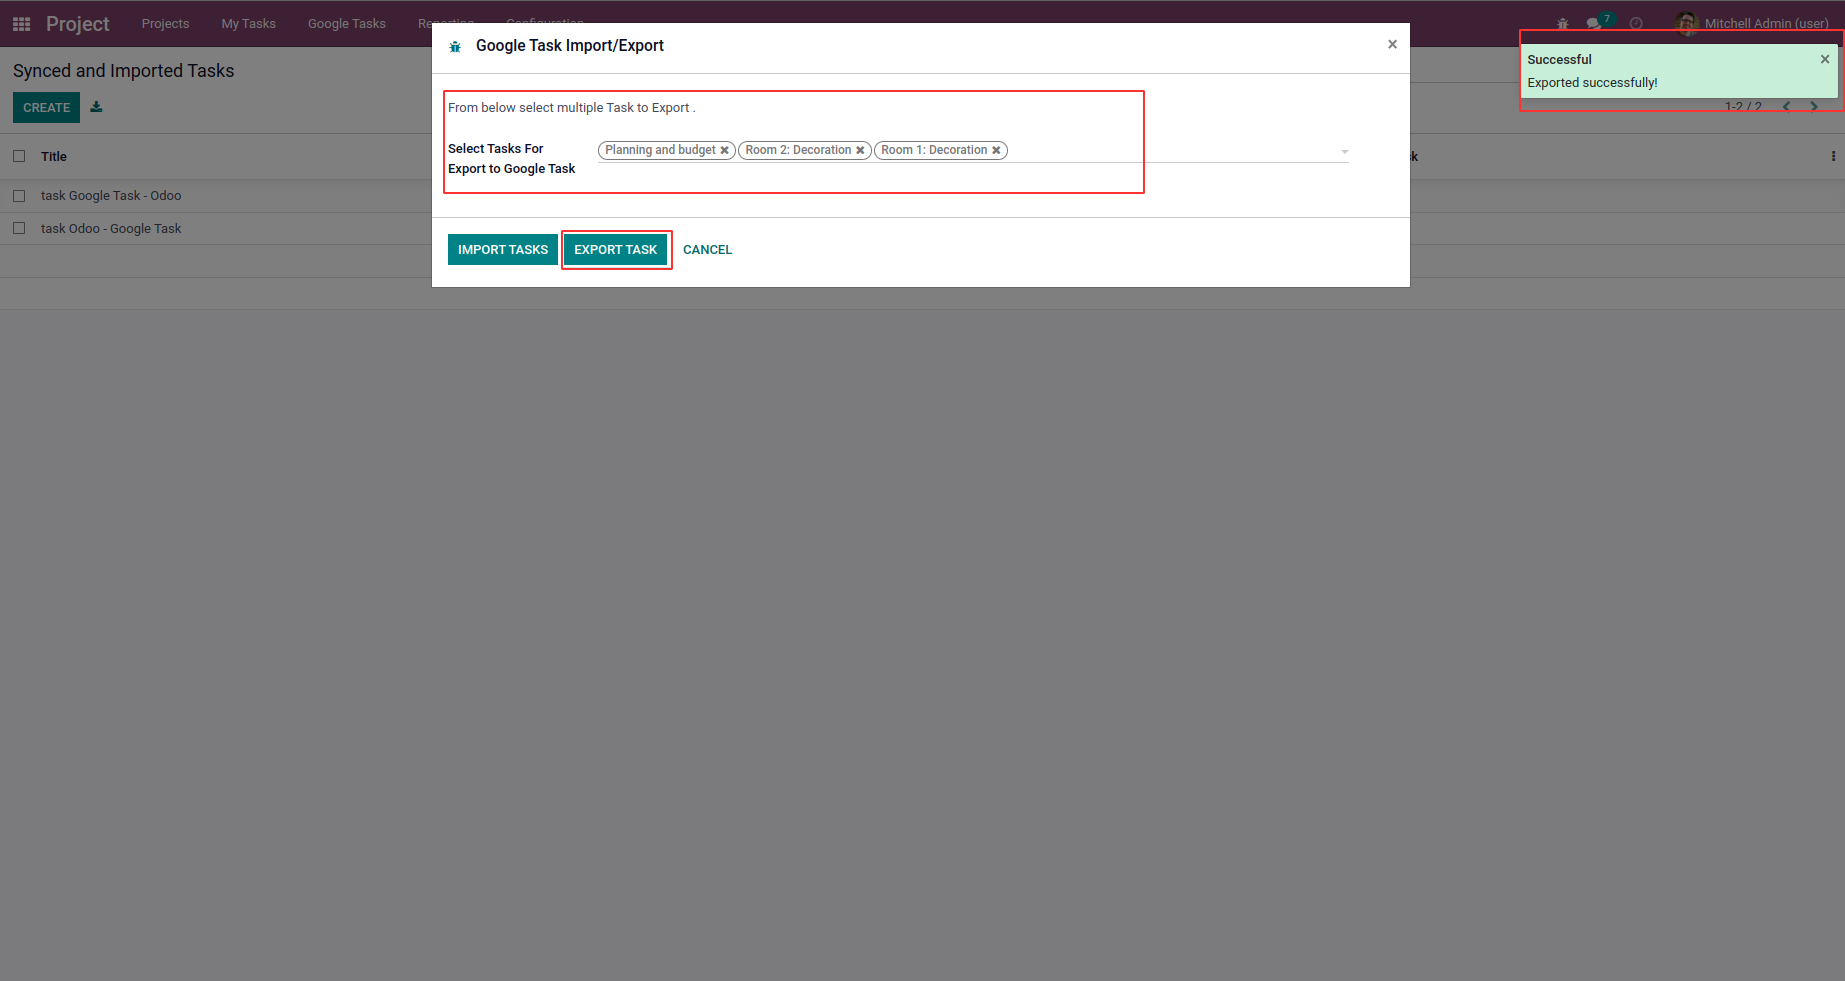 Project Projects My Tasks Google Tasks Reporting Configuration 7 Mitchell Admin (user)
Google Task Import/Export ×
Successful ×
Exported successfully!
Synced and Imported Tasks
CREATE
1-2 / 2
From below select multiple Task to Export .
Select Tasks For
Export to Google Task
Planning and budget Room 2: Decoration Room 1: Decoration
Title
task Google Task - Odoo
task Odoo - Google Task
IMPORT TASKS EXPORT TASK CANCEL